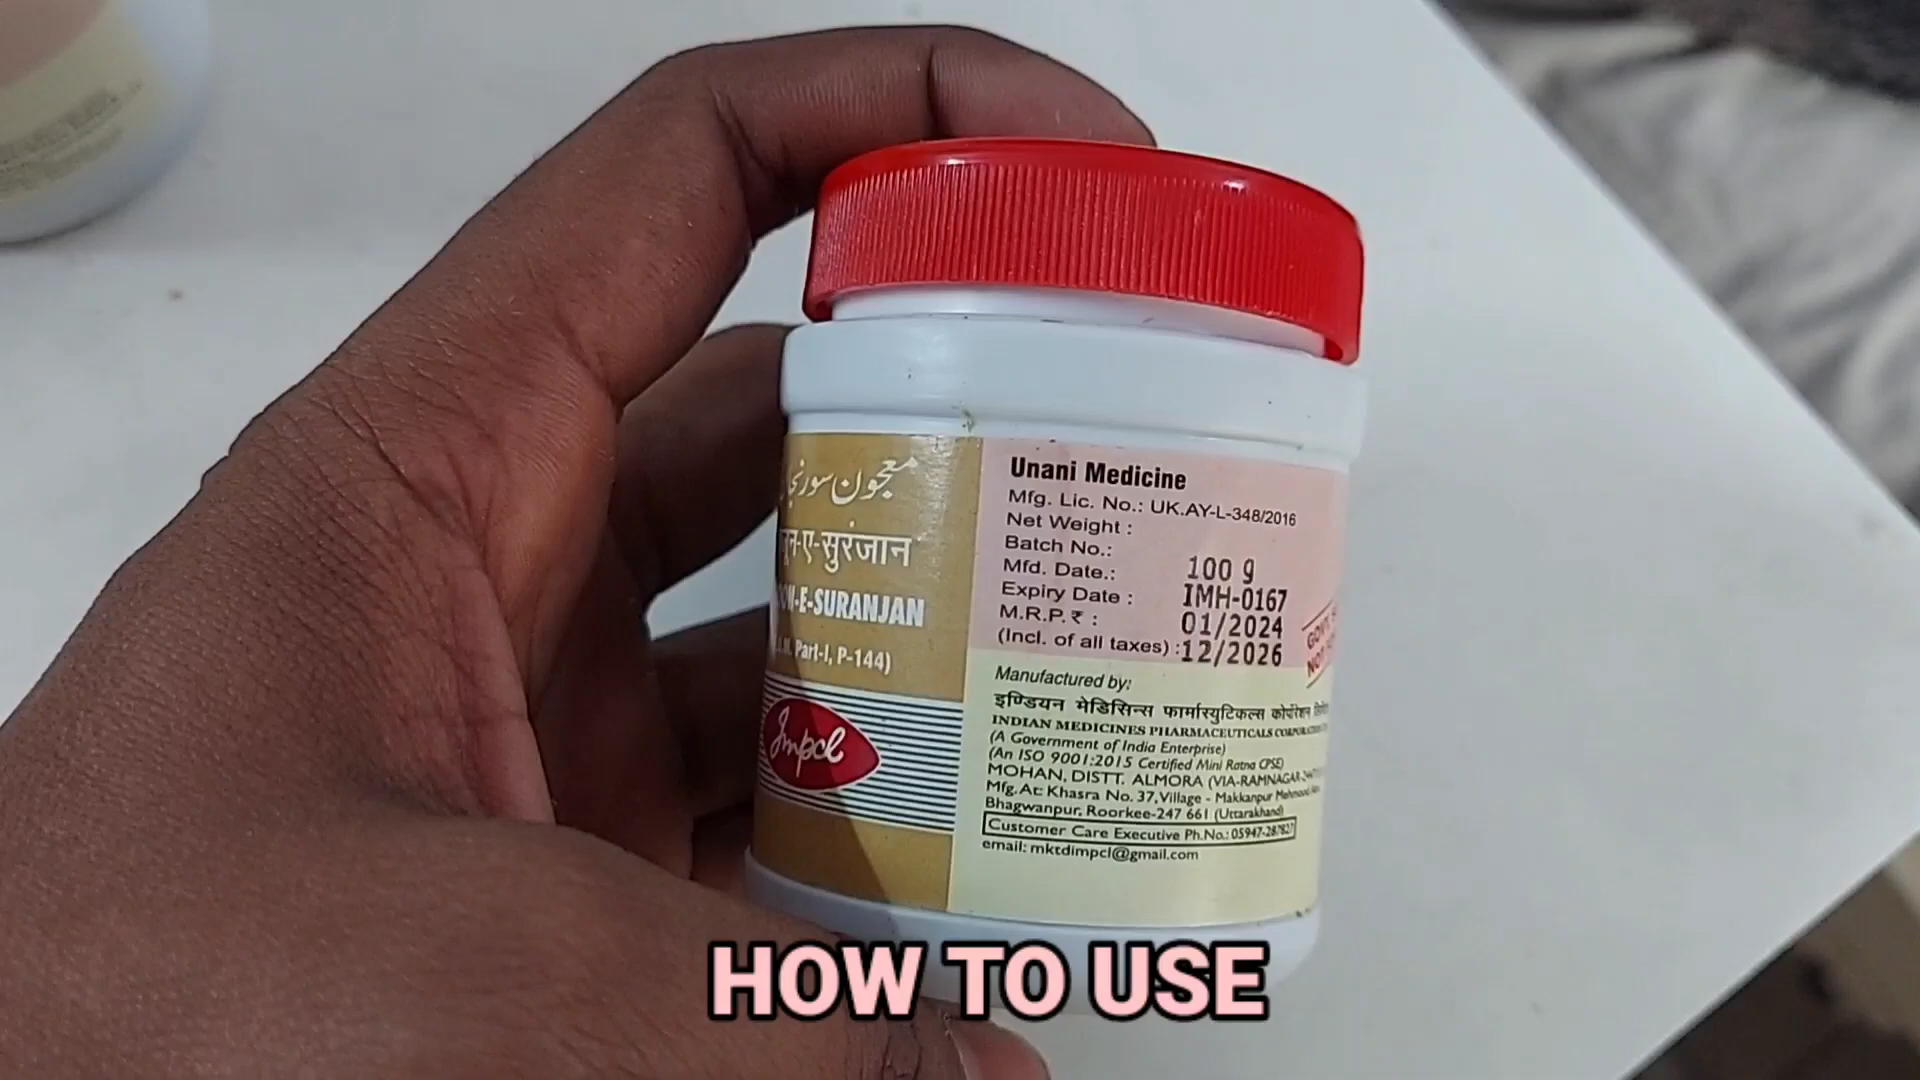 معجون سورنجا
ए-सुरंजान
E-SURANJAN
Part-I, P-144)
Impcl
Unani Medicine
Mfg. Lic. No.: UK.AY-L-348/2016
Net Weight :
Batch No.:
Mfd. Date.:
Expiry Date :
M.R.P.₹ :
(Incl. of all taxes) :
100 g
IMH-0167
01/2024
12/2026
Manufactured by:
इण्डियन मेडिसिन्स फार्मास्युटिकल्स कोर्पोरेशन
INDIAN MEDICINES PHARMACEUTICALS
(A Government of India Enterprise)
(An ISO 9001:2015 Certified Mini Ratna CPSE)
MOHAN, DISTT. ALMORA (VIA-RAMNAGAR-
Mfg.At: Khasra No. 37,Village - Makkanpur
Bhagwanpur, Roorkee-247 661 (Uttarakhand)
Customer Care Executive Ph.No.: 05947-287827
email: mktdimpcl@gmail.com
HOW TO USE